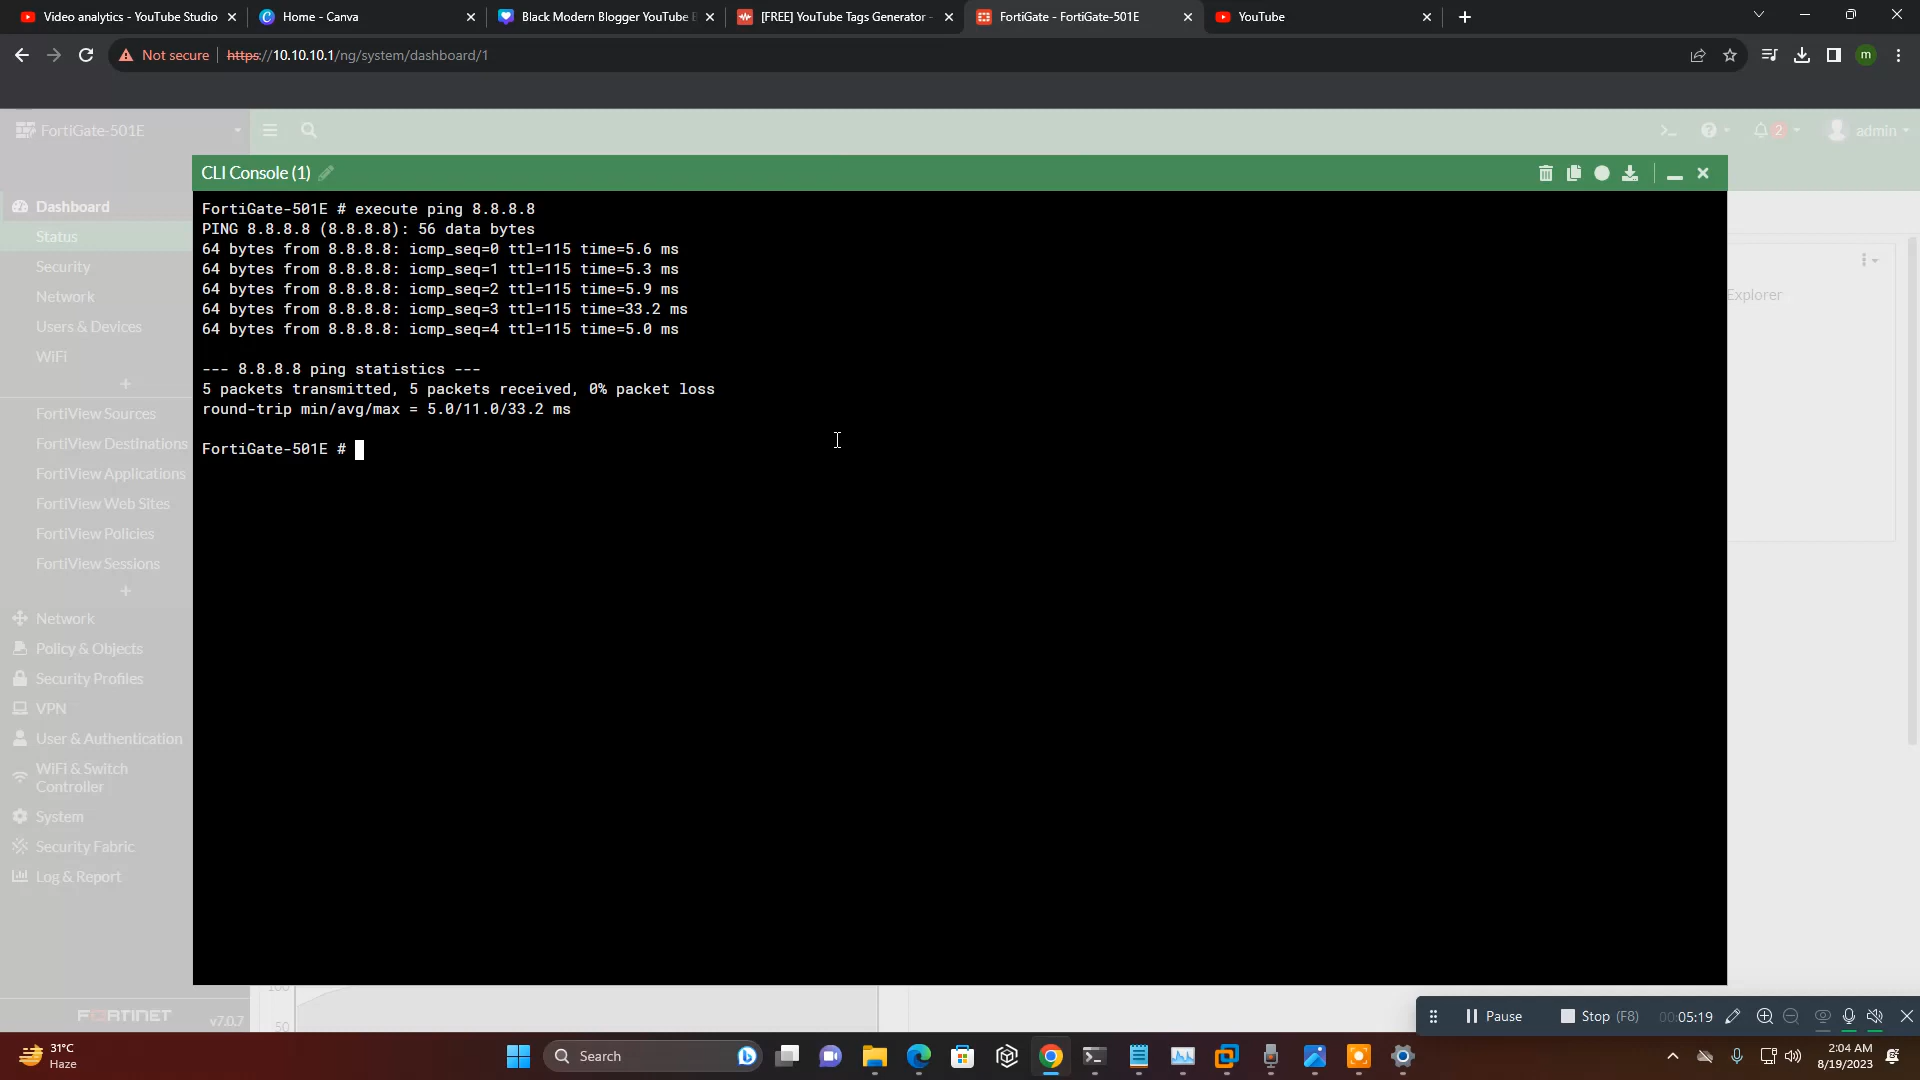 Video analytics - YouTube Studio
Home - Canva
Black Modern Blogger YouTube B
[FREE] YouTube Tags Generator -
FortiGate - FortiGate-501E
YouTube
Not secure
https://10.10.10.1/ng/system/dashboard/1
m
FortiGate-501E
2
admin
CLI Console (1)
FortiGate-501E # execute ping 8.8.8.8
PING 8.8.8.8 (8.8.8.8): 56 data bytes
64 bytes from 8.8.8.8: icmp_seq=0 ttl=115 time=5.6 ms
64 bytes from 8.8.8.8: icmp_seq=1 ttl=115 time=5.3 ms
64 bytes from 8.8.8.8: icmp_seq=2 ttl=115 time=5.9 ms
64 bytes from 8.8.8.8: icmp_seq=3 ttl=115 time=33.2 ms
64 bytes from 8.8.8.8: icmp_seq=4 ttl=115 time=5.0 ms
--- 8.8.8.8 ping statistics ---
5 packets transmitted, 5 packets received, 0% packet loss
round-trip min/avg/max = 5.0/11.0/33.2 ms
FortiGate-501E #
Dashboard
Status
Security
Network
Users & Devices
WiFi
FortiView Sources
FortiView Destinations
FortiView Applications
FortiView Web Sites
FortiView Policies
FortiView Sessions
Network
Policy & Objects
Security Profiles
VPN
User & Authentication
WiFi & Switch
Controller
System
Security Fabric
Log & Report
FORTINET
v7.0.7
Explorer
100
50
Pause
Stop (F8)
00:05:19
31°C
Haze
Search
2:04 AM
8/19/2023